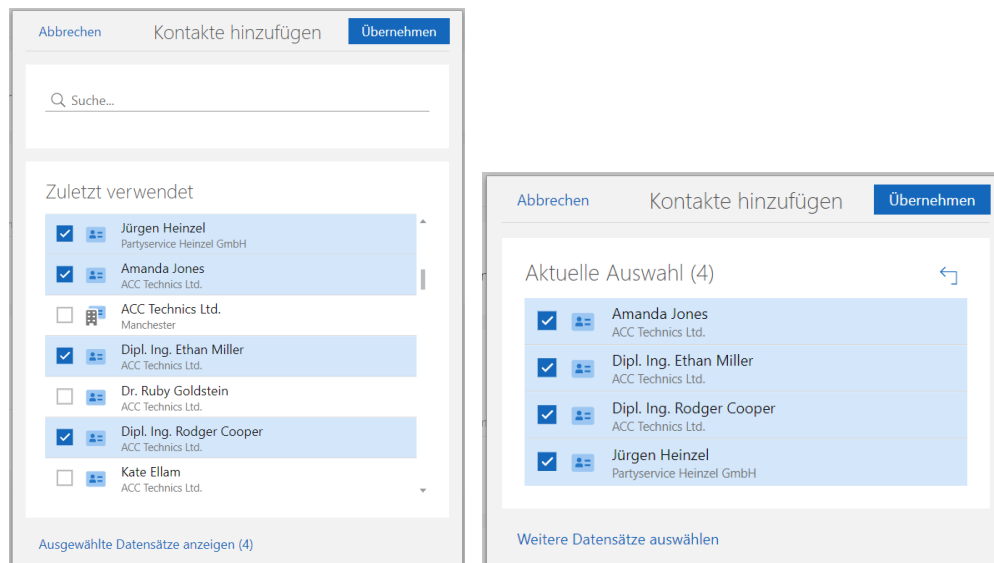 Abbrechen Kontakte hinzufügen Übernehmen
Suche...
Zuletzt verwendet
Jürgen Heinzel
Partyservice Heinzel GmbH
Amanda Jones
ACC Technics Ltd.
ACC Technics Ltd.
Manchester
Dipl. Ing. Ethan Miller
ACC Technics Ltd.
Dr. Ruby Goldstein
ACC Technics Ltd.
Dipl. Ing. Rodger Cooper
ACC Technics Ltd.
Kate Ellam
ACC Technics Ltd.
Ausgewählte Datensätze anzeigen (4)
Abbrechen Kontakte hinzufügen Übernehmen
Aktuelle Auswahl (4)
Amanda Jones
ACC Technics Ltd.
Dipl. Ing. Ethan Miller
ACC Technics Ltd.
Dipl. Ing. Rodger Cooper
ACC Technics Ltd.
Jürgen Heinzel
Partyservice Heinzel GmbH
Weitere Datensätze auswählen